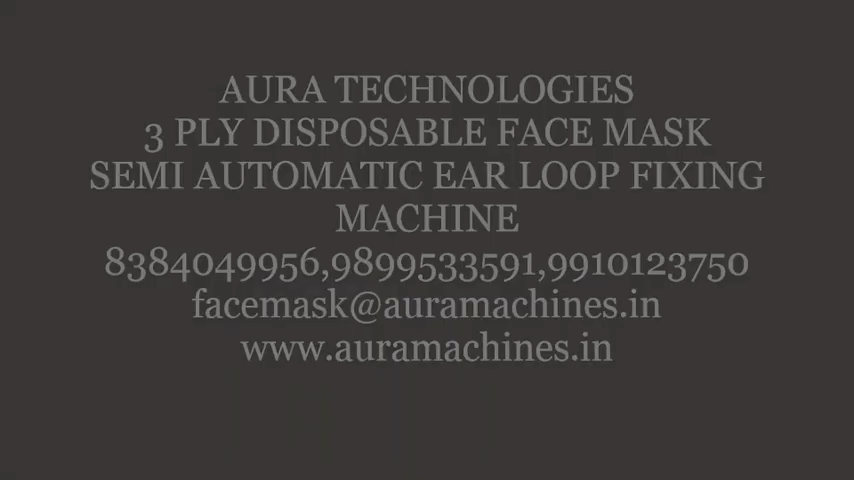 AURA TECHNOLOGIES
3 PLY DISPOSABLE FACE MASK
SEMI AUTOMATIC EAR LOOP FIXING
MACHINE
8384049956,9899533591,9910123750
facemask@auramachines.in
www.auramachines.in